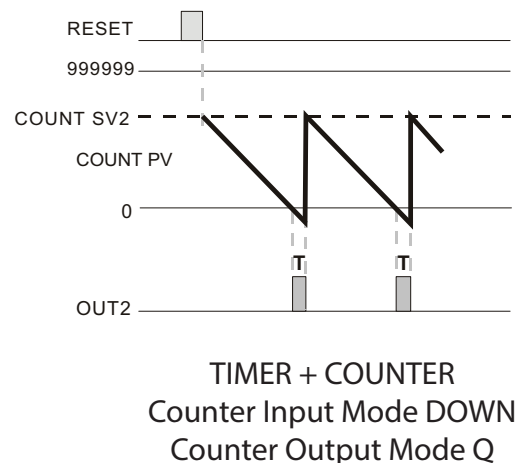 RESET
999999
COUNT SV2
COUNT PV
0
T T
OUT2
TIMER + COUNTER
Counter Input Mode DOWN
Counter Output Mode Q